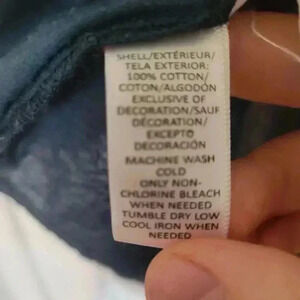 SHELL/EXTÉRIEUR/
TELA EXTERIOR:
100% COTTON/
COTON/ALGODÓN
EXCLUSIVE OF
DECORATION/SAUF
DÉCORATION/
EXCEPTO
DECORACIÓN
MACHINE WASH
COLD
ONLY NON-
CHLORINE BLEACH
WHEN NEEDED
TUMBLE DRY LOW
COOL IRON WHEN
NEEDED